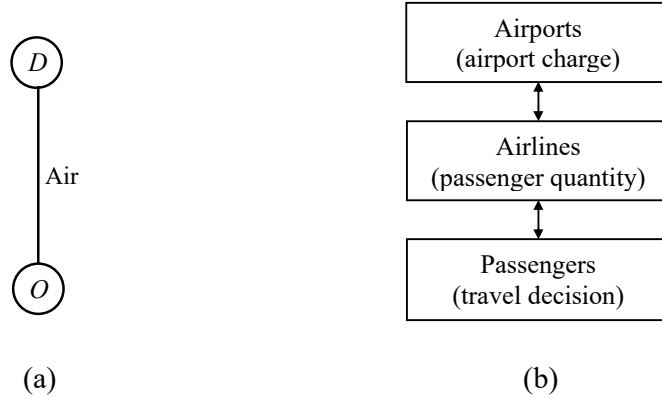 D
Air
O
(a)
Airports
(airport charge)
Airlines
(passenger quantity)
Passengers
(travel decision)
(b)